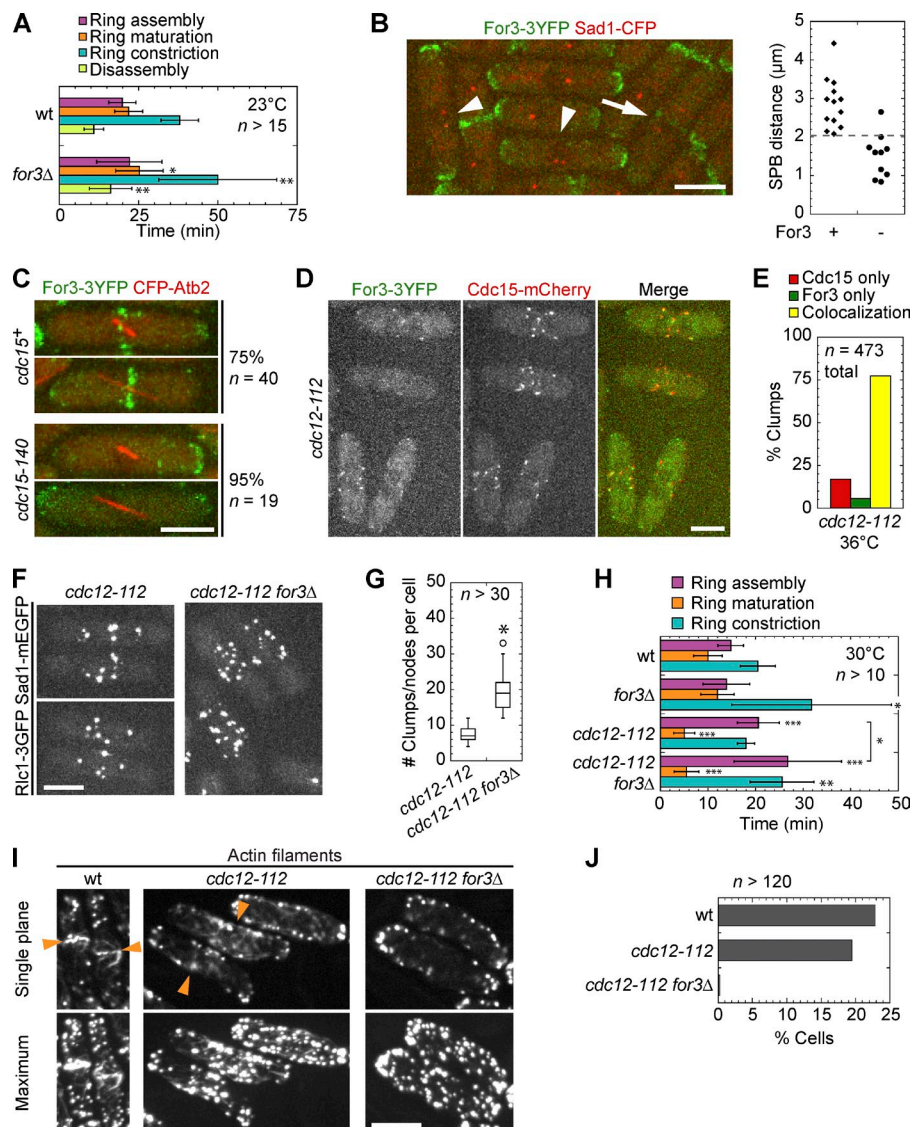 A
Ring assembly
Ring maturation
Ring constriction
Disassembly
wt
for3Δ
23°C
n > 15
*
**
**
0 25 50 75
Time (min)
B
For3-3YFP Sad1-CFP
SPB distance (µm)
5
4
3
2
1
0
For3 + -
C
For3-3YFP CFP-Atb2
cdc15+
75%
n = 40
cdc15-140
95%
n = 19
D
For3-3YFP Cdc15-mCherry Merge
cdc12-112
E
Cdc15 only
For3 only
Colocalization
% Clumps
100
75
50
25
0
n = 473
total
cdc12-112
36°C
F
cdc12-112 cdc12-112 for3Δ
Rlc1-3GFP Sad1-mEGFP
G
# Clumps/nodes per cell
50
40
30
20
10
0
n > 30
*
cdc12-112
cdc12-112 for3Δ
H
Ring assembly
Ring maturation
Ring constriction
wt
for3Δ
cdc12-112
cdc12-112
for3Δ
30°C
n > 10
*
***
***
*
***
***
**
0 10 20 30 40 50
Time (min)
I
Actin filaments
wt cdc12-112 cdc12-112 for3Δ
Single plane
Maximum
J
n > 120
wt
cdc12-112
cdc12-112 for3Δ
0 5 10 15 20 25
% Cells